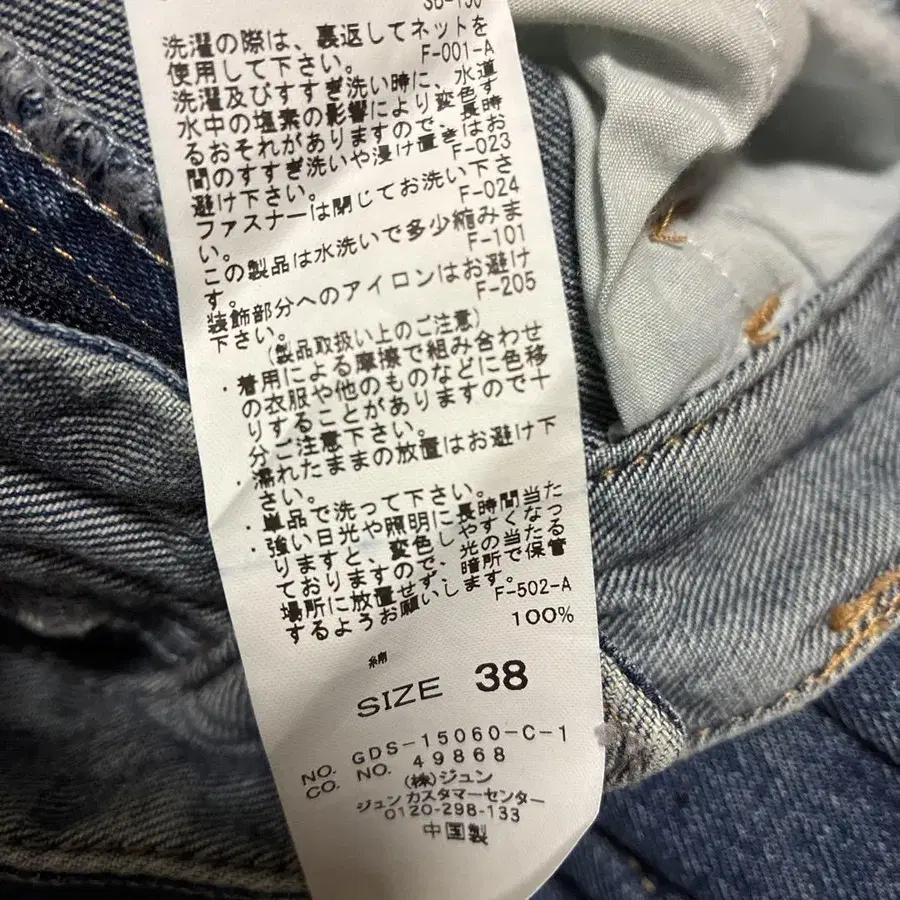 洗濯の際は、裏返してネットを
使用して下さい。 F-001-A
洗濯及びすすぎ洗い時に、水道
水中の塩素の影響により変色す
るおそれがありますので、長時
間のすすぎ洗いや浸け置きはお
避け下さい。 F-023
ファスナーは閉じてお洗い下さ
い。 F-024
この製品は水洗いで多少縮みま
す。 F-101
装飾部分へのアイロンはお避け
下さい。 F-205
(製品取扱い上のご注意)
・着用による摩擦で組み合わせ
の衣服や他のものなどに色移
りすることがありますので十
分ご注意下さい。
・濡れたままの放置はお避け下
さい。
・単品で洗って下さい。
・強い日光や照明に長時間当た
りますと、変色しやすくなっ
ておりますので、光の当たる
場所に放置せず、暗所で保管
するようお願いします。
F-502-A
100%
SIZE 38
NO. GDS-15060-C-1
CO. NO. 49868
(株)ジュン
ジュン カスタマーセンター
0120-298-133
中国製